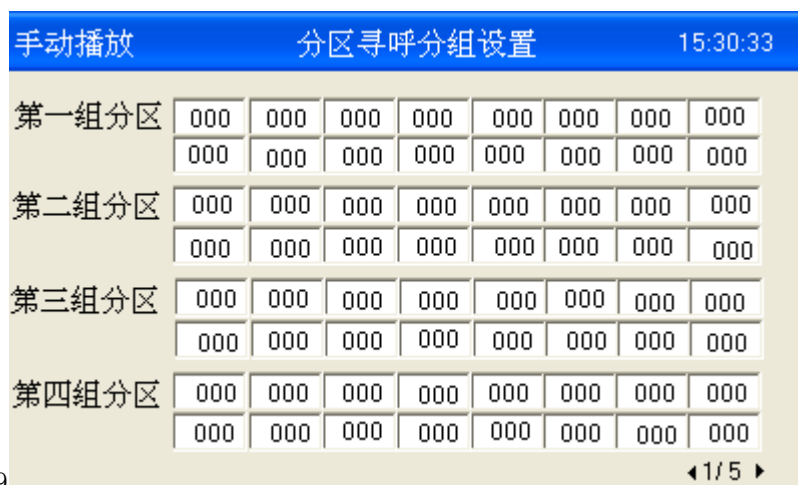 手动播放 分区寻呼分组设置 15:30:33
第一组分区 000 000 000 000 000 000 000 000
000 000 000 000 000 000 000 000
第二组分区 000 000 000 000 000 000 000 000
000 000 000 000 000 000 000 000
第三组分区 000 000 000 000 000 000 000 000
000 000 000 000 000 000 000 000
第四组分区 000 000 000 000 000 000 000 000
000 000 000 000 000 000 000 000
◂1/5 ▸